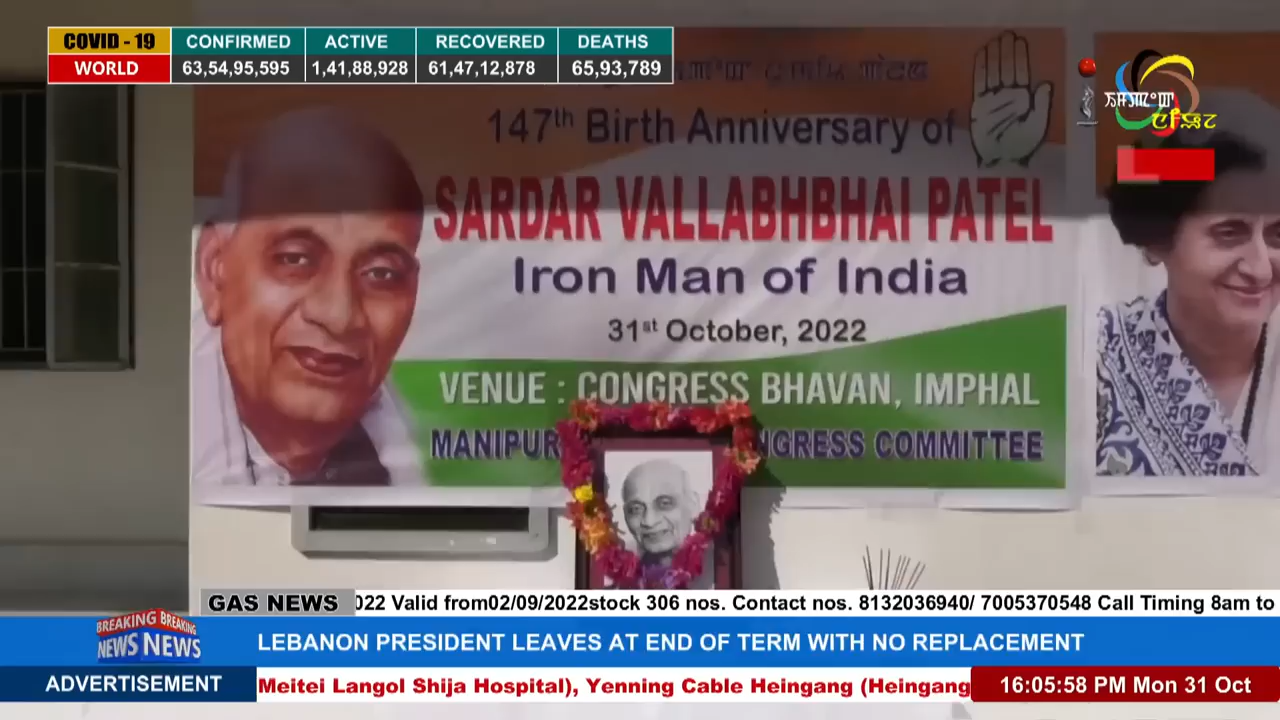 COVID - 19 CONFIRMED ACTIVE RECOVERED DEATHS
WORLD 63,54,95,595 1,41,88,928 61,47,12,878 65,93,789
147th Birth Anniversary of
SARDAR VALLABHBHAI PATEL
Iron Man of India
31st October, 2022
VENUE : CONGRESS BHAVAN, IMPHAL
MANIPUR NGRESS COMMITTEE
GAS NEWS 022 Valid from02/09/2022stock 306 nos. Contact nos. 8132036940/ 7005370548 Call Timing 8am to
BREAKING BREAKING
NEWS NEWS
LEBANON PRESIDENT LEAVES AT END OF TERM WITH NO REPLACEMENT
ADVERTISEMENT Meitei Langol Shija Hospital), Yenning Cable Heingang (Heingang
16:05:58 PM Mon 31 Oct